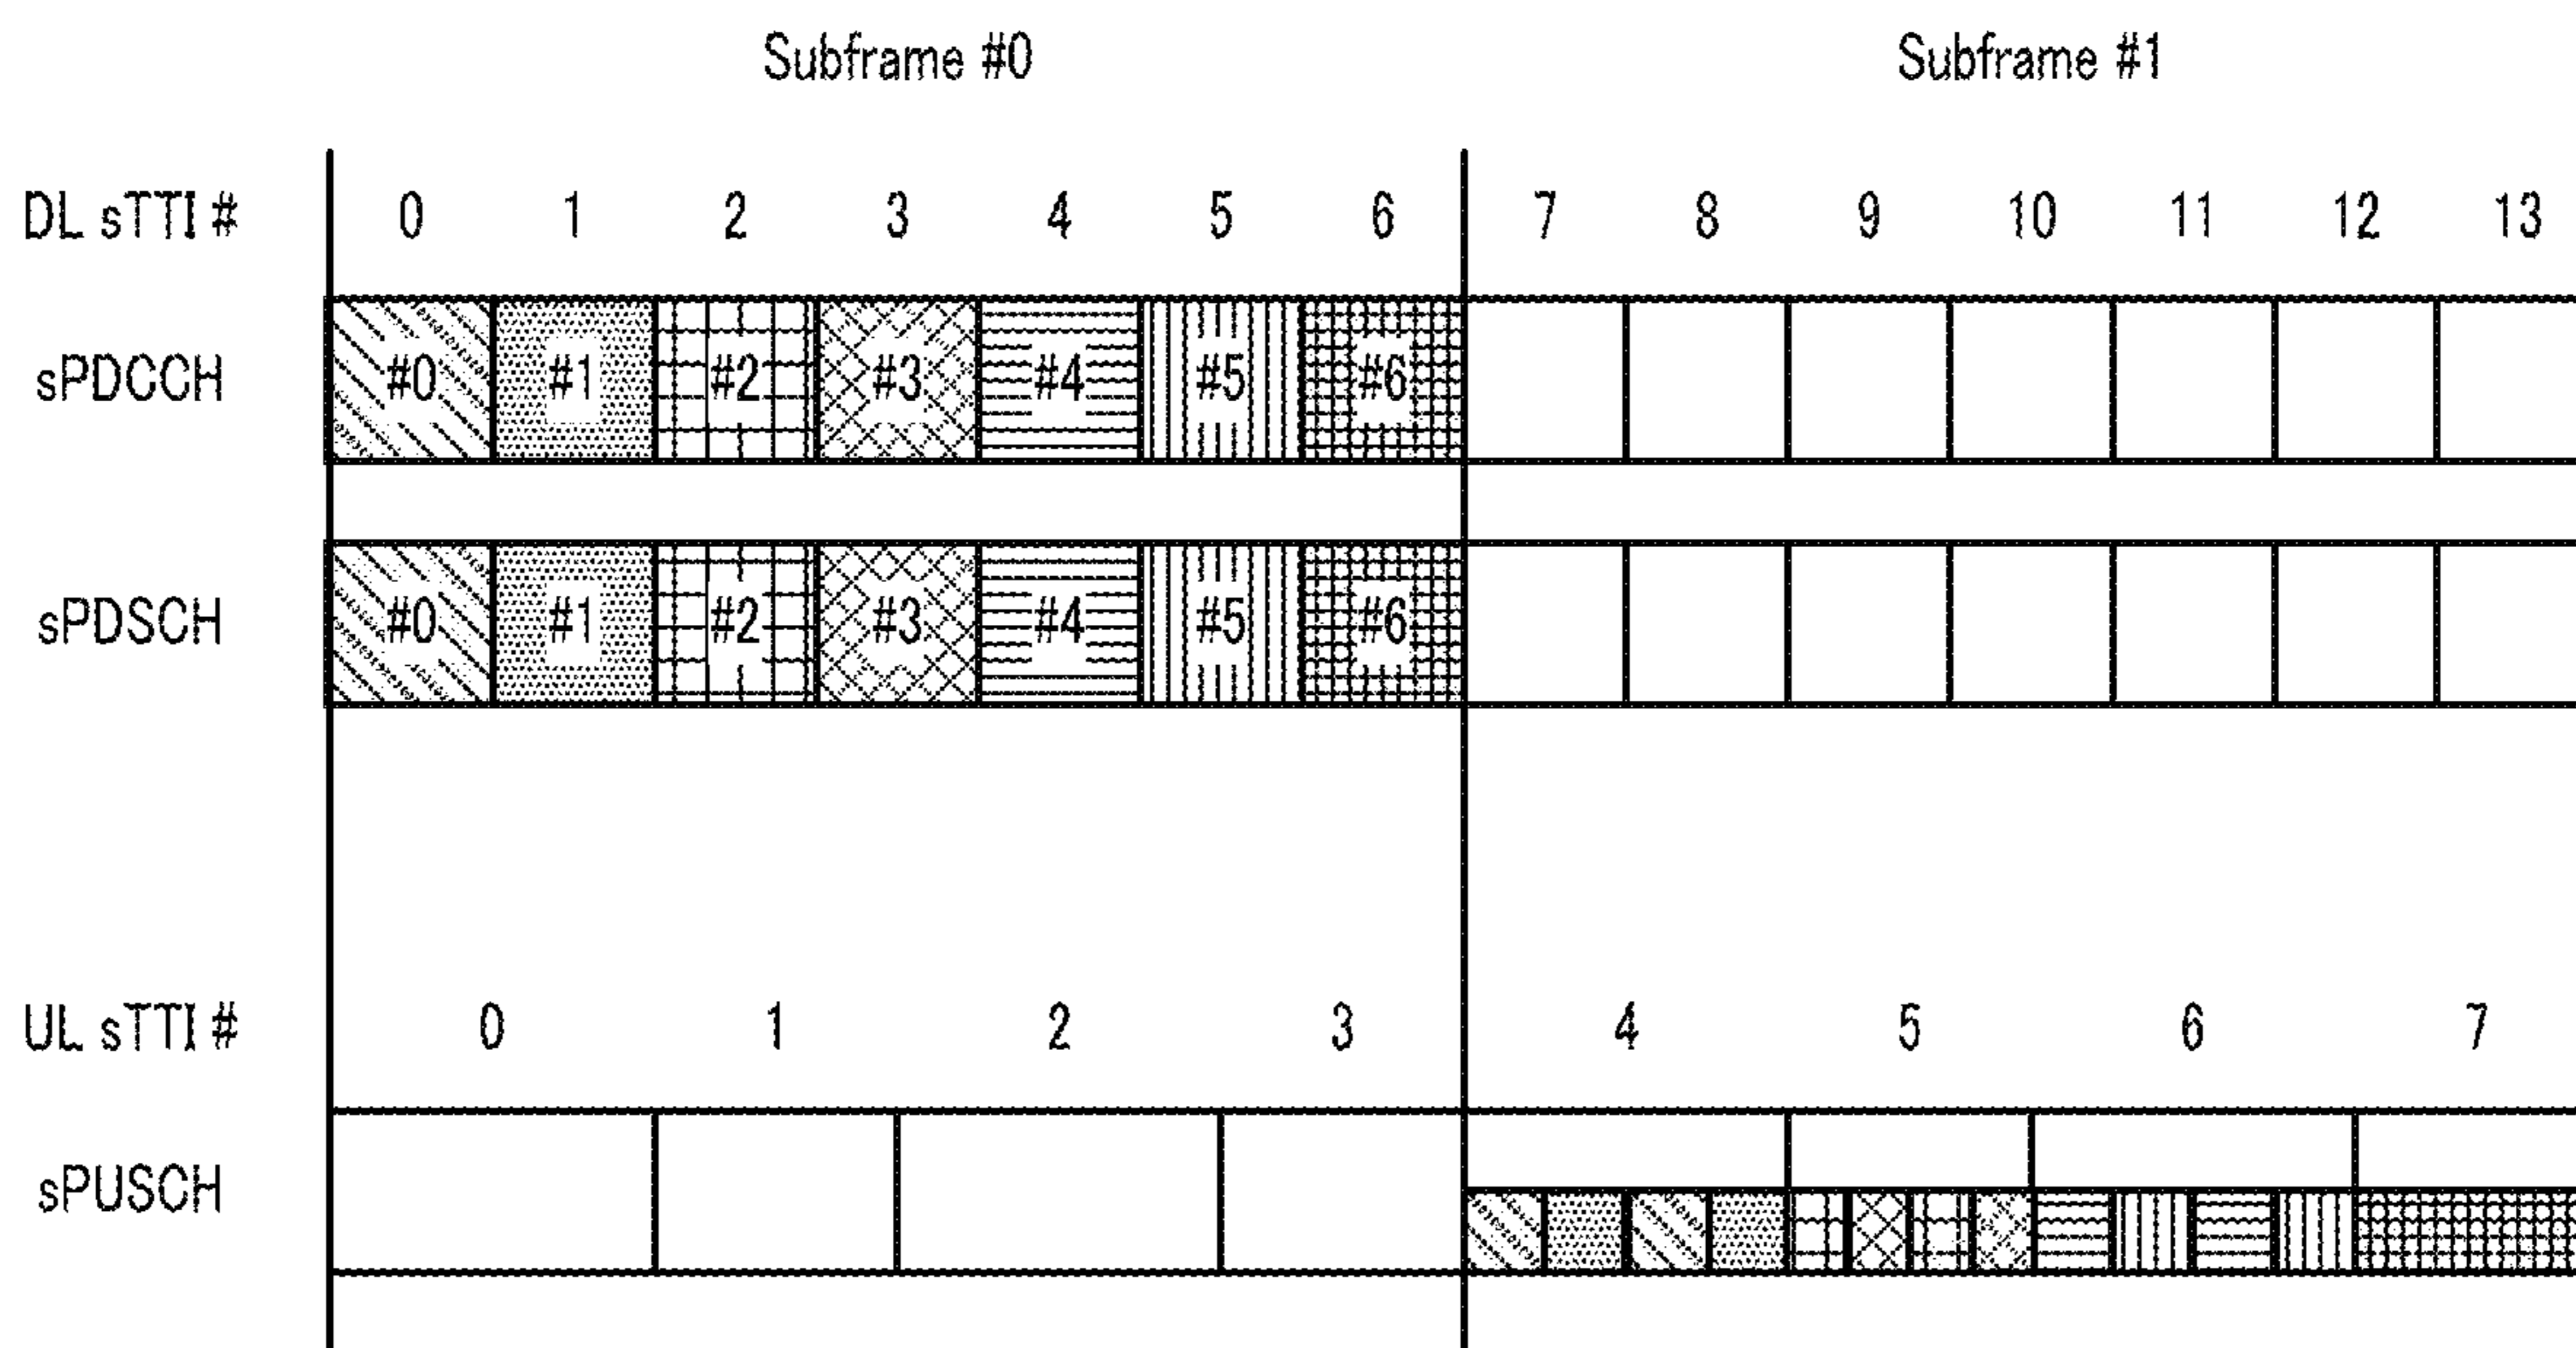 Subframe #0 Subframe #1
DL sTTI # 0 1 2 3 4 5 6 7 8 9 10 11 12 13
sPDCCH #0 #1 #2 #3 #4 #5 #6
sPDSCH #0 #1 #2 #3 #4 #5 #6
UL sTTI # 0 1 2 3 4 5 6 7
sPUSCH